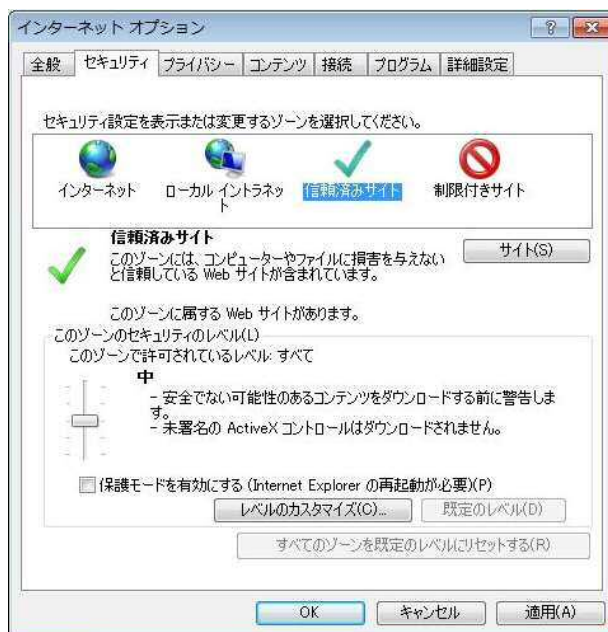 インターネット オプション
全般 セキュリティ プライバシー コンテンツ 接続 プログラム 詳細設定
セキュリティ設定を表示または変更するゾーンを選択してください。
インターネット
ローカル イントラネッ
ト
信頼済みサイト
制限付きサイト
信頼済みサイト
サイト(S)
このゾーンには、コンピューターやファイルに損害を与えない
と信頼している Web サイトが含まれています。
このゾーンに属する Web サイトがあります。
このゾーンのセキュリティのレベル(L)
このゾーンで許可されているレベル: すべて
中
- 安全でない可能性のあるコンテンツをダウンロードする前に警告しま
す。
- 未署名の ActiveX コントロールはダウンロードされません。
保護モードを有効にする (Internet Explorer の再起動が必要)(P)
レベルのカスタマイズ(C)... 既定のレベル(D)
すべてのゾーンを既定のレベルにリセットする(R)
OK キャンセル 適用(A)